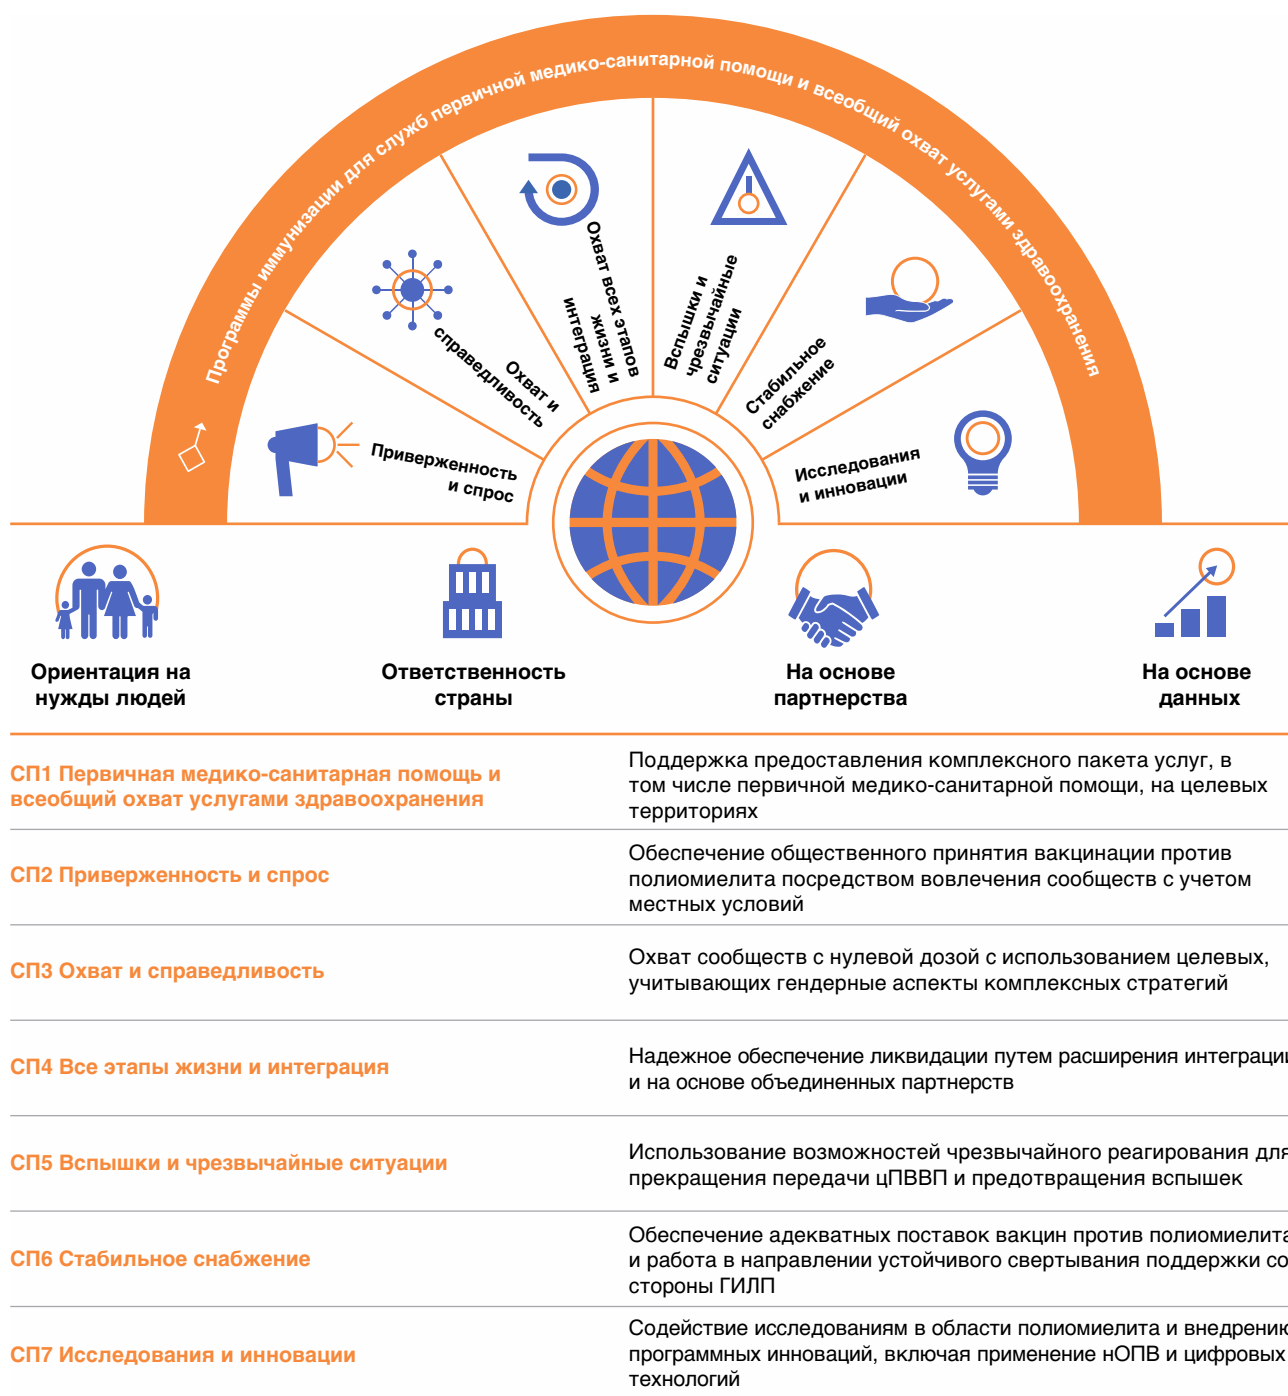 Программы иммунизации для служб первичной медико-санитарной помощи и всеобщий охват услугами здравоохранения
Приверженность
и спрос
Охват и
справедливость
Охват всех этапов
жизни и
интеграция
Вспышки и
чрезвычайные
ситуации
Стабильное
снабжение
Исследования
и инновации
Ориентация на
нужды людей
Ответственность
страны
На основе
партнерства
На основе
данных
СП1 Первичная медико-санитарная помощь и
всеобщий охват услугами здравоохранения
Поддержка предоставления комплексного пакета услуг, в
том числе первичной медико-санитарной помощи, на целевых
территориях
СП2 Приверженность и спрос
Обеспечение общественного принятия вакцинации против
полиомиелита посредством вовлечения сообществ с учетом
местных условий
СП3 Охват и справедливость
Охват сообществ с нулевой дозой с использованием целевых,
учитывающих гендерные аспекты комплексных стратегий
СП4 Все этапы жизни и интеграция
Надежное обеспечение ликвидации путем расширения интеграции
и на основе объединенных партнерств
СП5 Вспышки и чрезвычайные ситуации
Использование возможностей чрезвычайного реагирования для
прекращения передачи цПВВП и предотвращения вспышек
СП6 Стабильное снабжение
Обеспечение адекватных поставок вакцин против полиомиелита
и работа в направлении устойчивого свертывания поддержки со
стороны ГИЛП
СП7 Исследования и инновации
Содействие исследованиям в области полиомиелита и внедрению
программных инноваций, включая применение нОПВ и цифровых
технологий